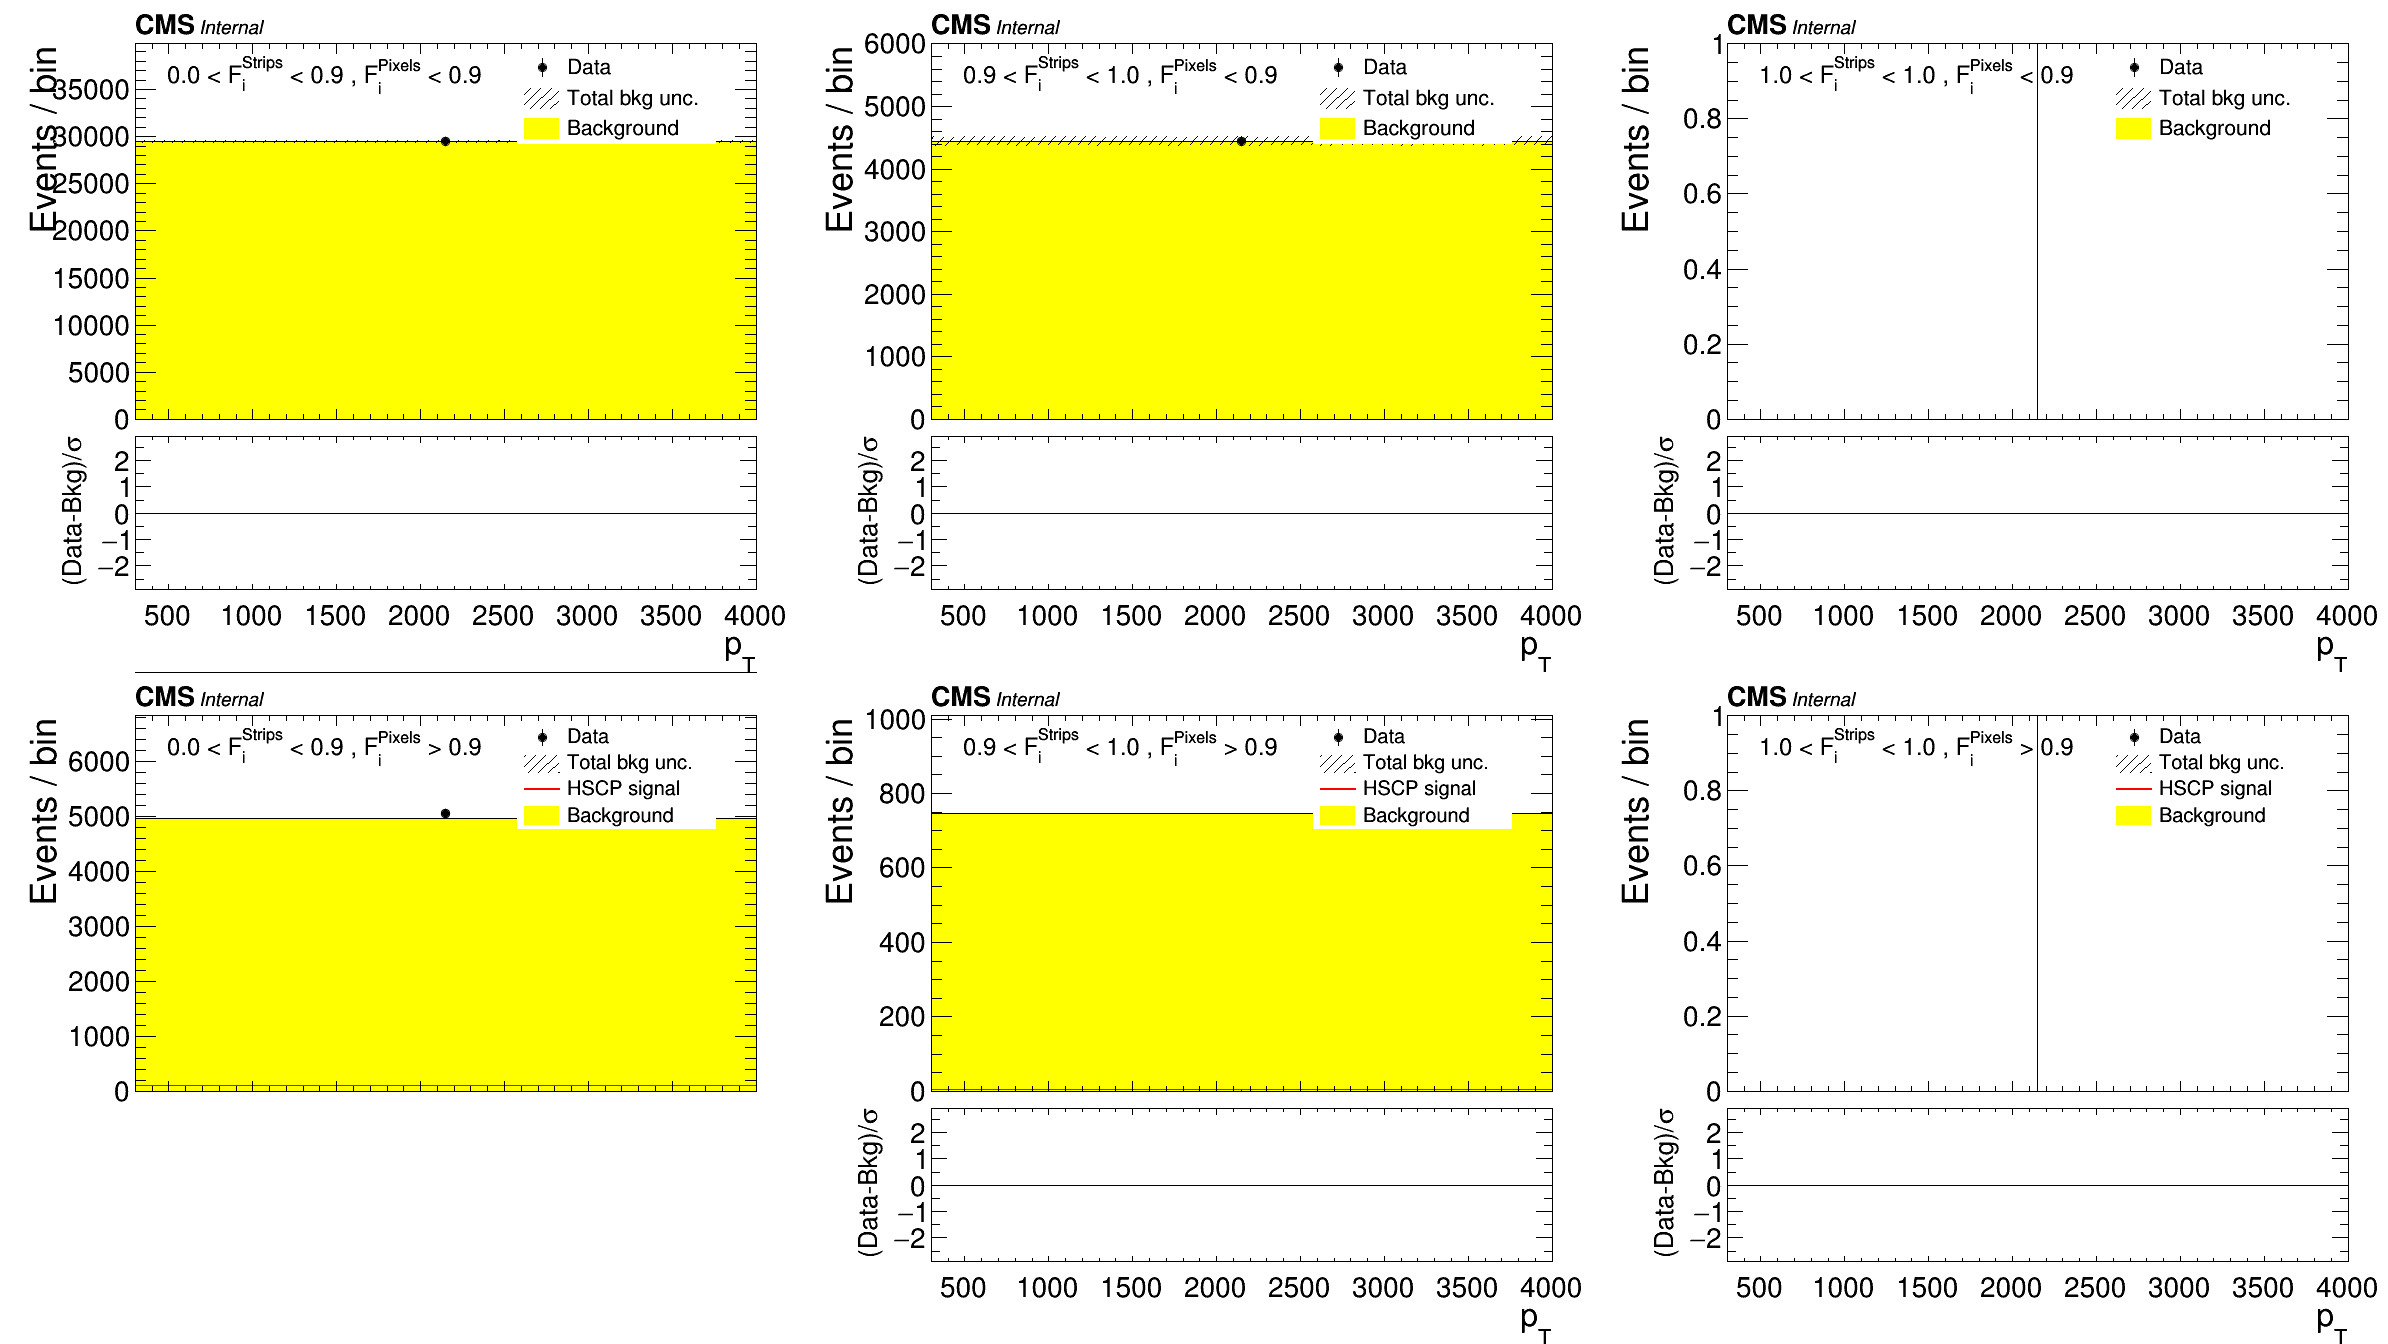 CMS Internal
Events / bin
0.0 < F_i^Strips < 0.9 , F_i^Pixels < 0.9
Data
Total bkg unc.
Background
35000
30000
25000
20000
15000
10000
5000
0
(Data-Bkg)/σ
2
1
0
−1
−2
500 1000 1500 2000 2500 3000 3500 4000
p_T
CMS Internal
Events / bin
0.9 < F_i^Strips < 1.0 , F_i^Pixels < 0.9
Data
Total bkg unc.
Background
6000
5000
4000
3000
2000
1000
0
(Data-Bkg)/σ
2
1
0
−1
−2
500 1000 1500 2000 2500 3000 3500 4000
p_T
CMS Internal
Events / bin
1.0 < F_i^Strips < 1.0 , F_i^Pixels < 0.9
Data
Total bkg unc.
Background
1
0.8
0.6
0.4
0.2
0
(Data-Bkg)/σ
2
1
0
−1
−2
500 1000 1500 2000 2500 3000 3500 4000
p_T
CMS Internal
Events / bin
0.0 < F_i^Strips < 0.9 , F_i^Pixels > 0.9
Data
Total bkg unc.
HSCP signal
Background
6000
5000
4000
3000
2000
1000
0
CMS Internal
Events / bin
0.9 < F_i^Strips < 1.0 , F_i^Pixels > 0.9
Data
Total bkg unc.
HSCP signal
Background
1000
800
600
400
200
0
(Data-Bkg)/σ
2
1
0
−1
−2
500 1000 1500 2000 2500 3000 3500 4000
p_T
CMS Internal
Events / bin
1.0 < F_i^Strips < 1.0 , F_i^Pixels > 0.9
Data
Total bkg unc.
HSCP signal
Background
1
0.8
0.6
0.4
0.2
0
(Data-Bkg)/σ
2
1
0
−1
−2
500 1000 1500 2000 2500 3000 3500 4000
p_T